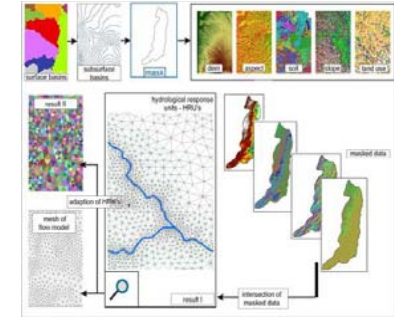 surface basins
subsurface
basins
mask
dem
aspect
soil
slope
land use
result II
hydrological response
units - HRU's
masked data
adaption of HRU's
mesh of
flow model
result I
intersection of
masked data